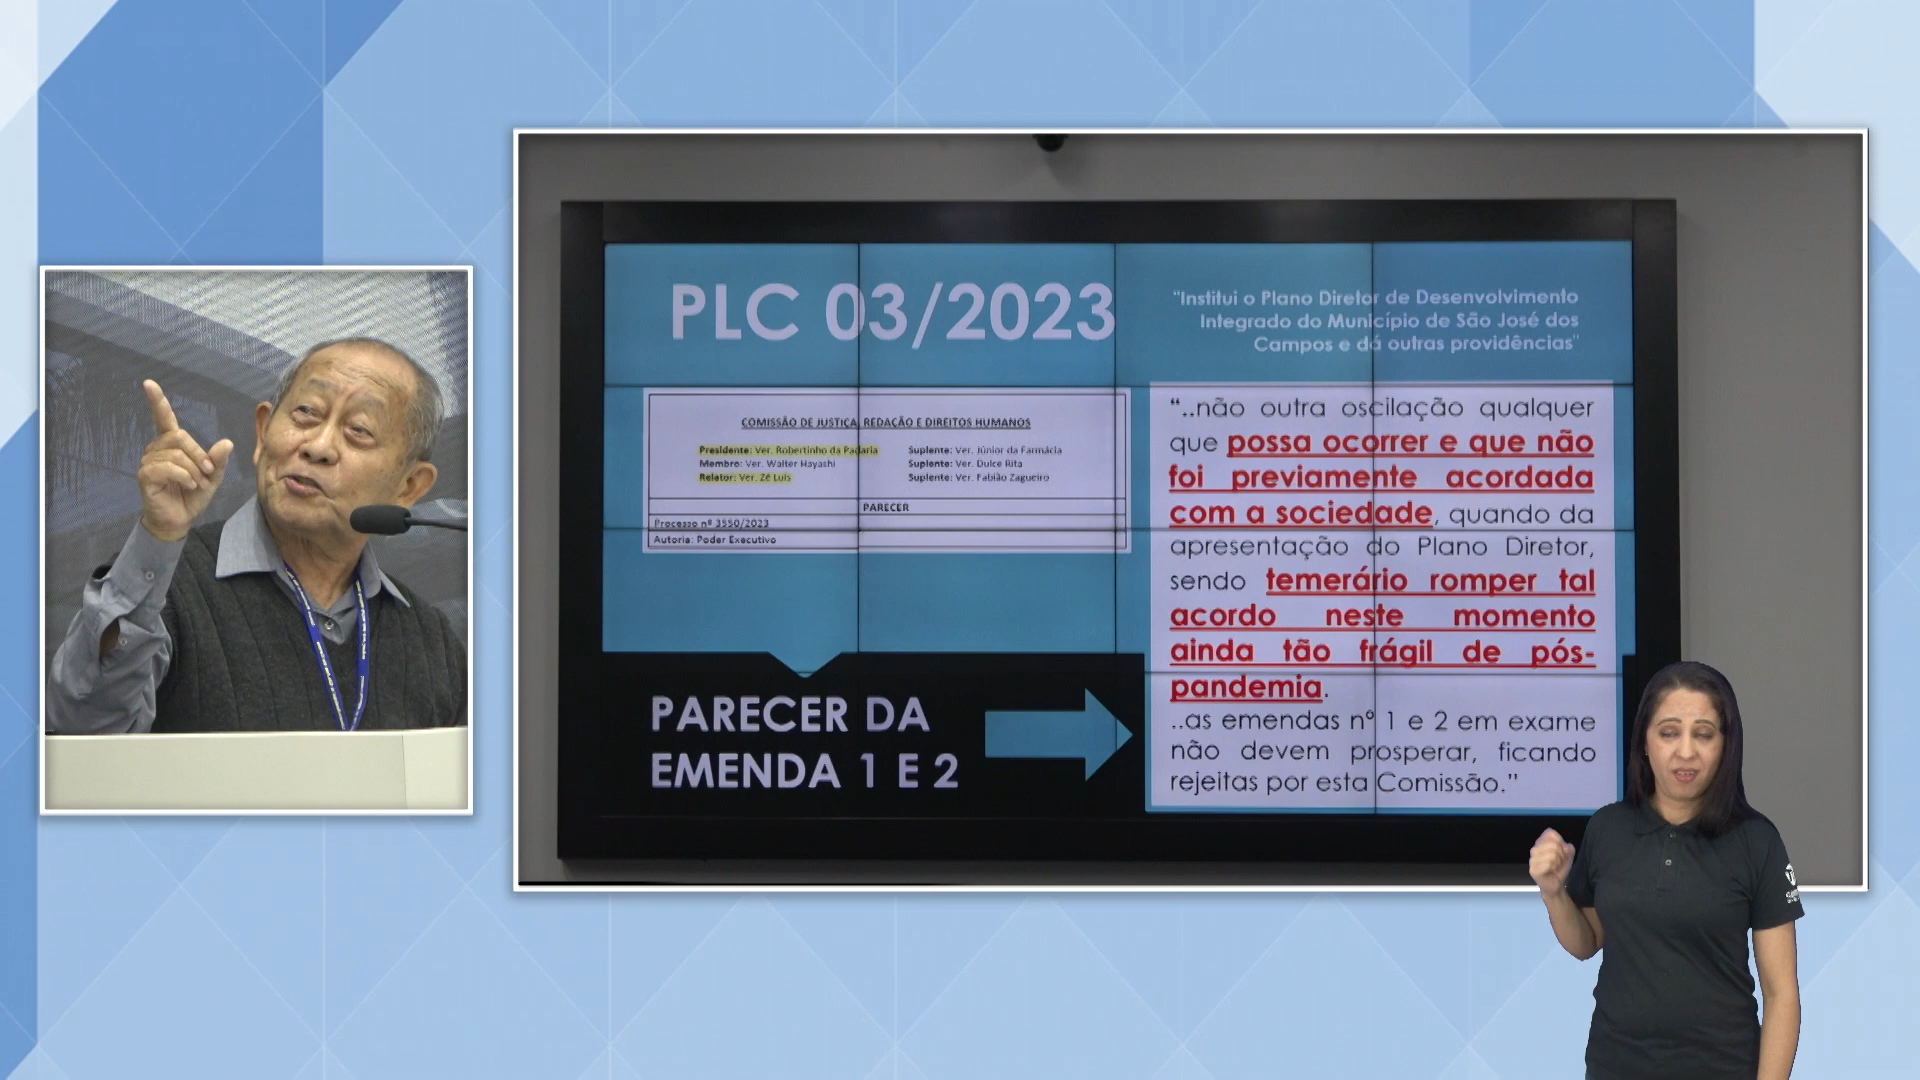 PLC 03/2023
"Institui o Plano Diretor de Desenvolvimento
Integrado do Município de São José dos
Campos e dá outras providências"
COMISSÃO DE JUSTIÇA, REDAÇÃO E DIREITOS HUMANOS
Presidente: Ver. Robertinho da Padaria
Suplente: Ver. Júnior da Farmácia
Membro: Ver. Walter Hayashi
Suplente: Ver. Dulce Rita
Relator: Ver. Zé Luis
Suplente: Ver. Fabião Zagueiro
PARECER
Processo nº 3550/2023
Autoria: Poder Executivo
PARECER DA
EMENDA 1 E 2
“..não outra oscilação qualquer
que possa ocorrer e que não
foi previamente acordada
com a sociedade, quando da
apresentação do Plano Diretor,
sendo temerário romper tal
acordo neste momento
ainda tão frágil de pós-
pandemia.
..as emendas nº 1 e 2 em exame
não devem prosperar, ficando
rejeitas por esta Comissão.”